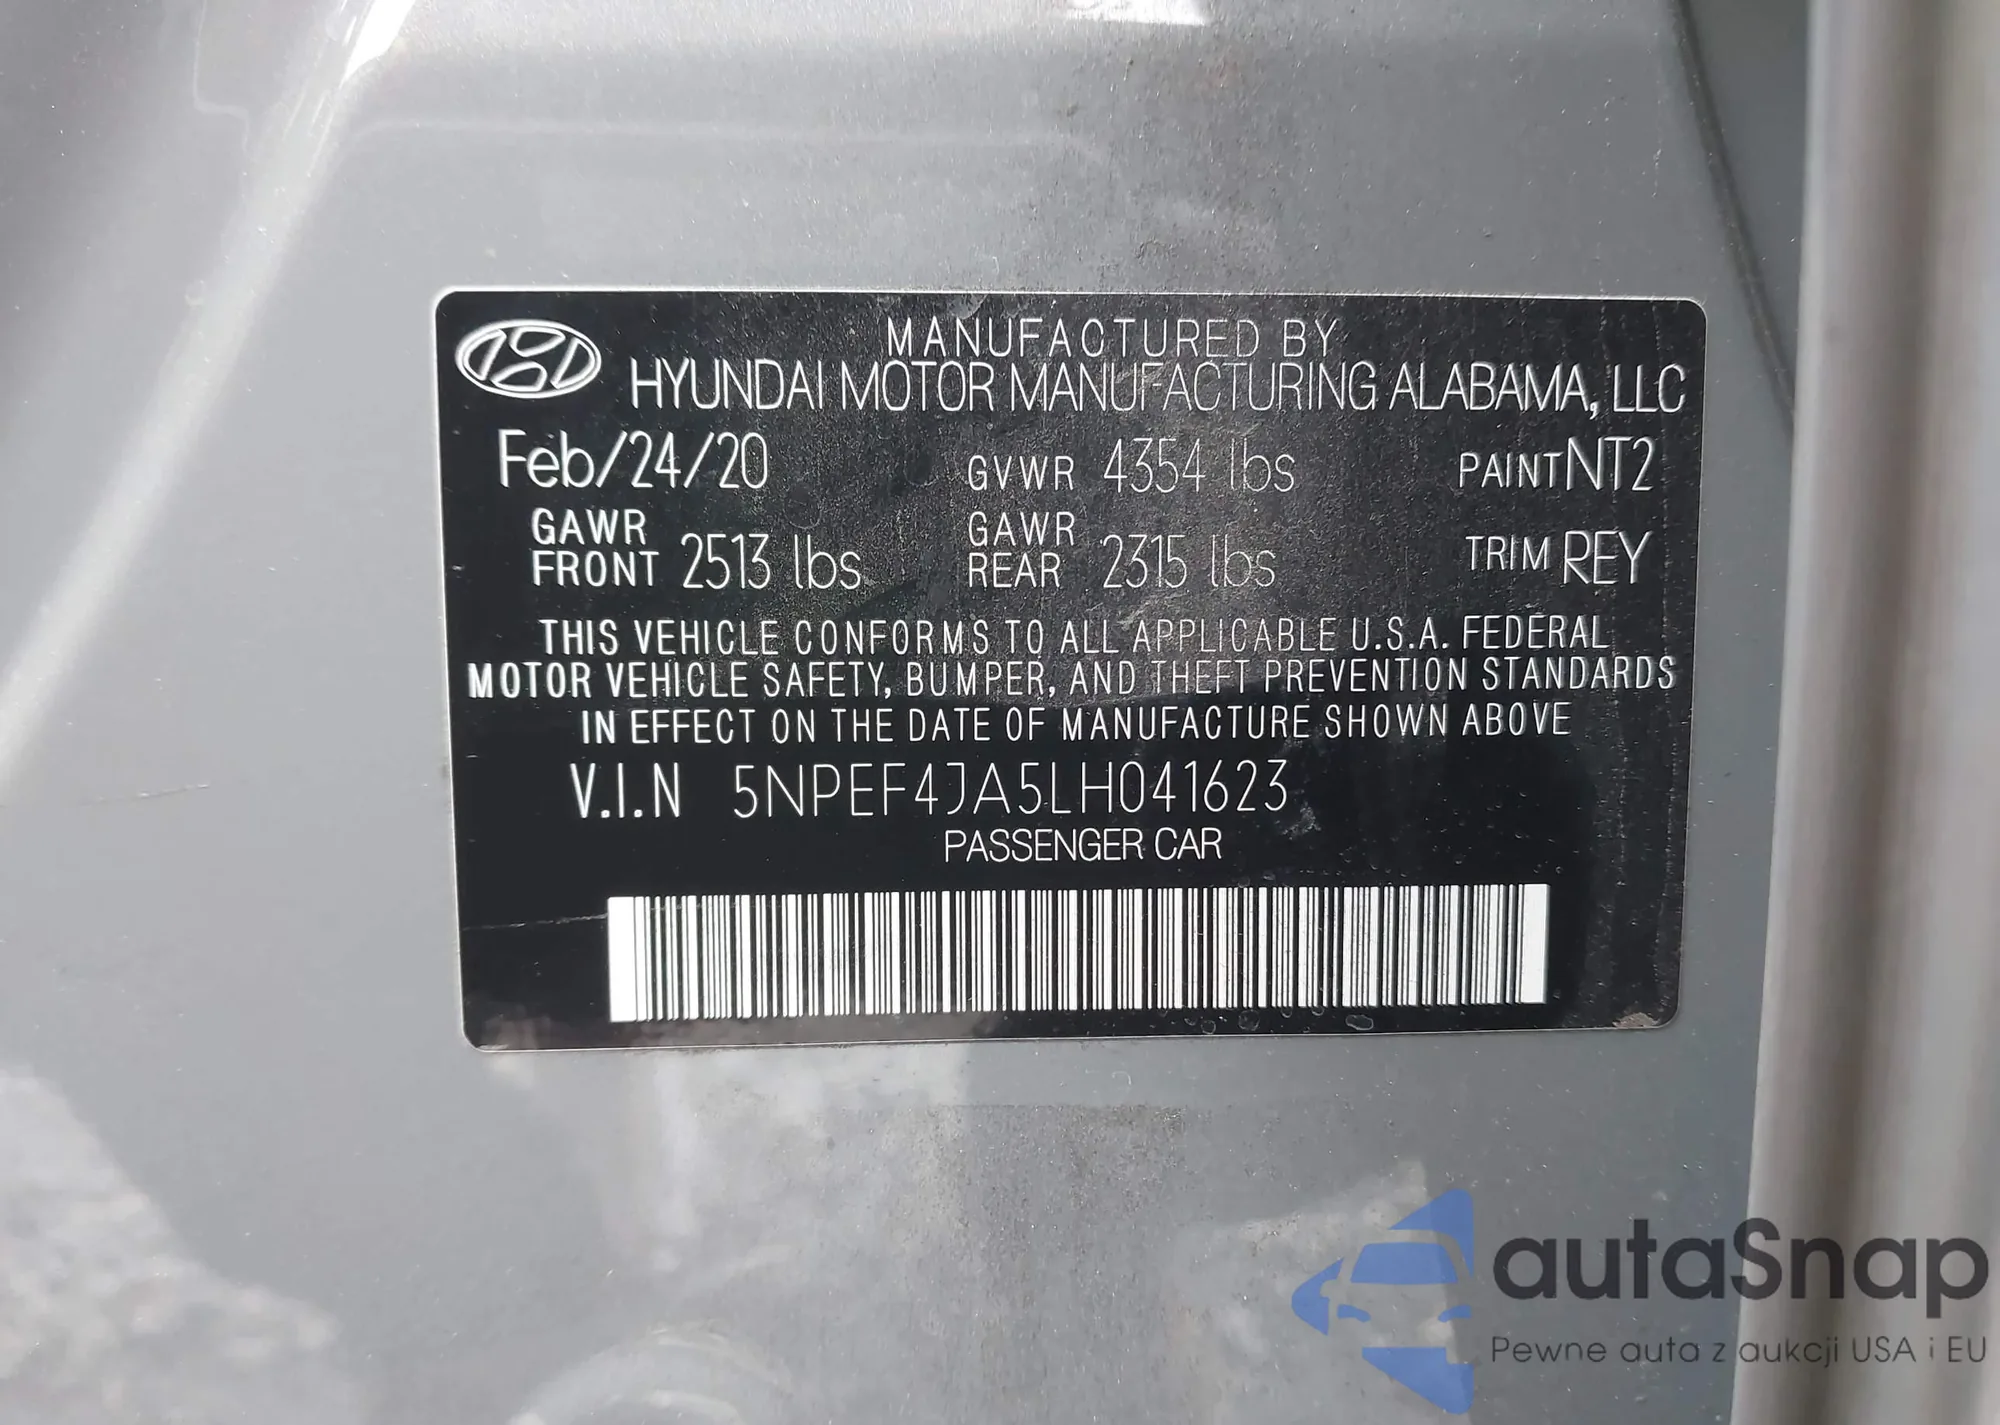 MANUFACTURED BY
HYUNDAI MOTOR MANUFACTURING ALABAMA, LLC
Feb/24/20 GVWR 4354 lbs PAINT NT2
GAWR FRONT 2513 lbs GAWR REAR 2315 lbs TRIM REY
THIS VEHICLE CONFORMS TO ALL APPLICABLE U.S.A. FEDERAL
MOTOR VEHICLE SAFETY, BUMPER, AND THEFT PREVENTION STANDARDS
IN EFFECT ON THE DATE OF MANUFACTURE SHOWN ABOVE
V.I.N 5NPEF4JA5LH041623
PASSENGER CAR
autaSnap
Pewne auta z aukcji USA i EU